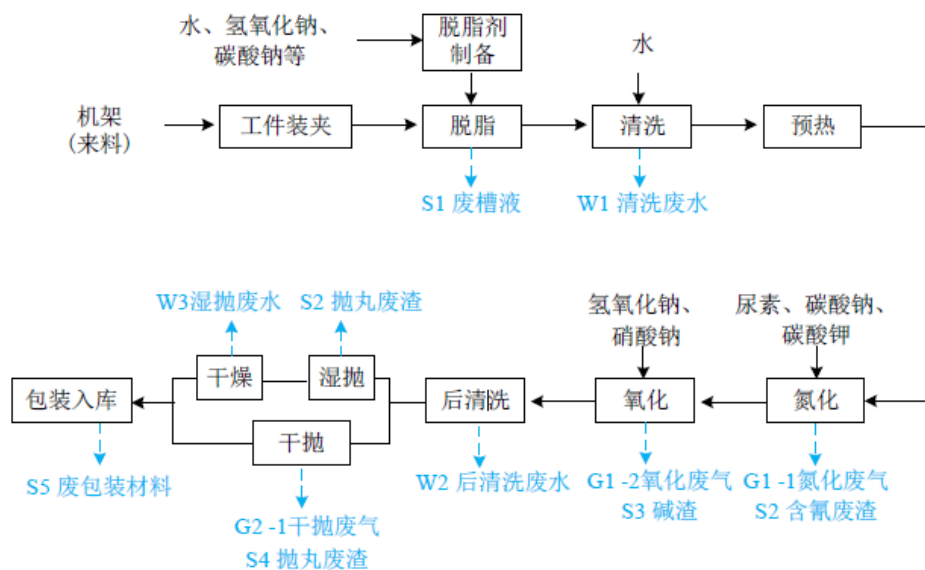 水、氢氧化钠、
碳酸钠等
脱脂剂
制备
水
机架
(来料)
工件装夹
脱脂
清洗
预热
S1 废槽液
W1 清洗废水
W3湿抛废水
S2 抛丸废渣
氢氧化钠、
硝酸钠
尿素、碳酸钠、
碳酸钾
包装入库
干燥
湿抛
干抛
后清洗
氧化
氮化
S5 废包装材料
G2 -1干抛废气
S4 抛丸废渣
W2 后清洗废水
G1 -2氧化废气
S3 碱渣
G1 -1氮化废气
S2 含氰废渣